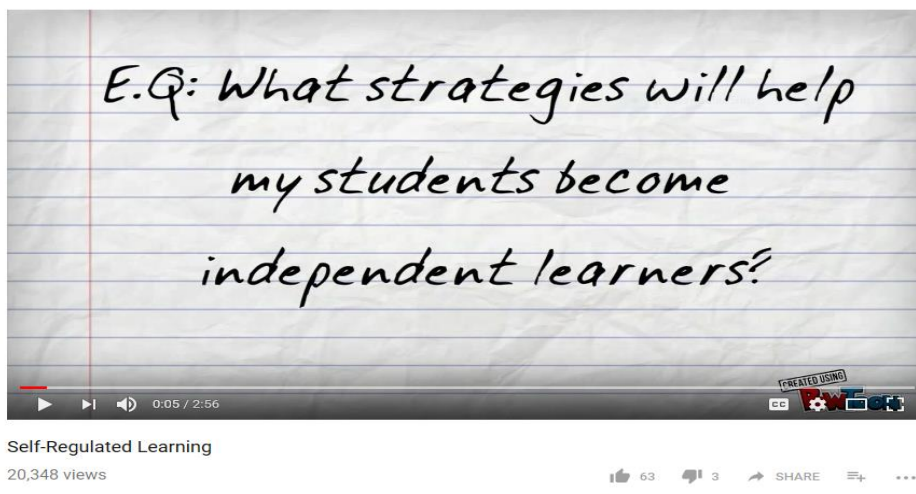 E.Q: What strategies will help
my students become
independent learners?
CREATED USING
PowToon
0:05 / 2:56
CC
Self-Regulated Learning
20,348 views
63
3
SHARE